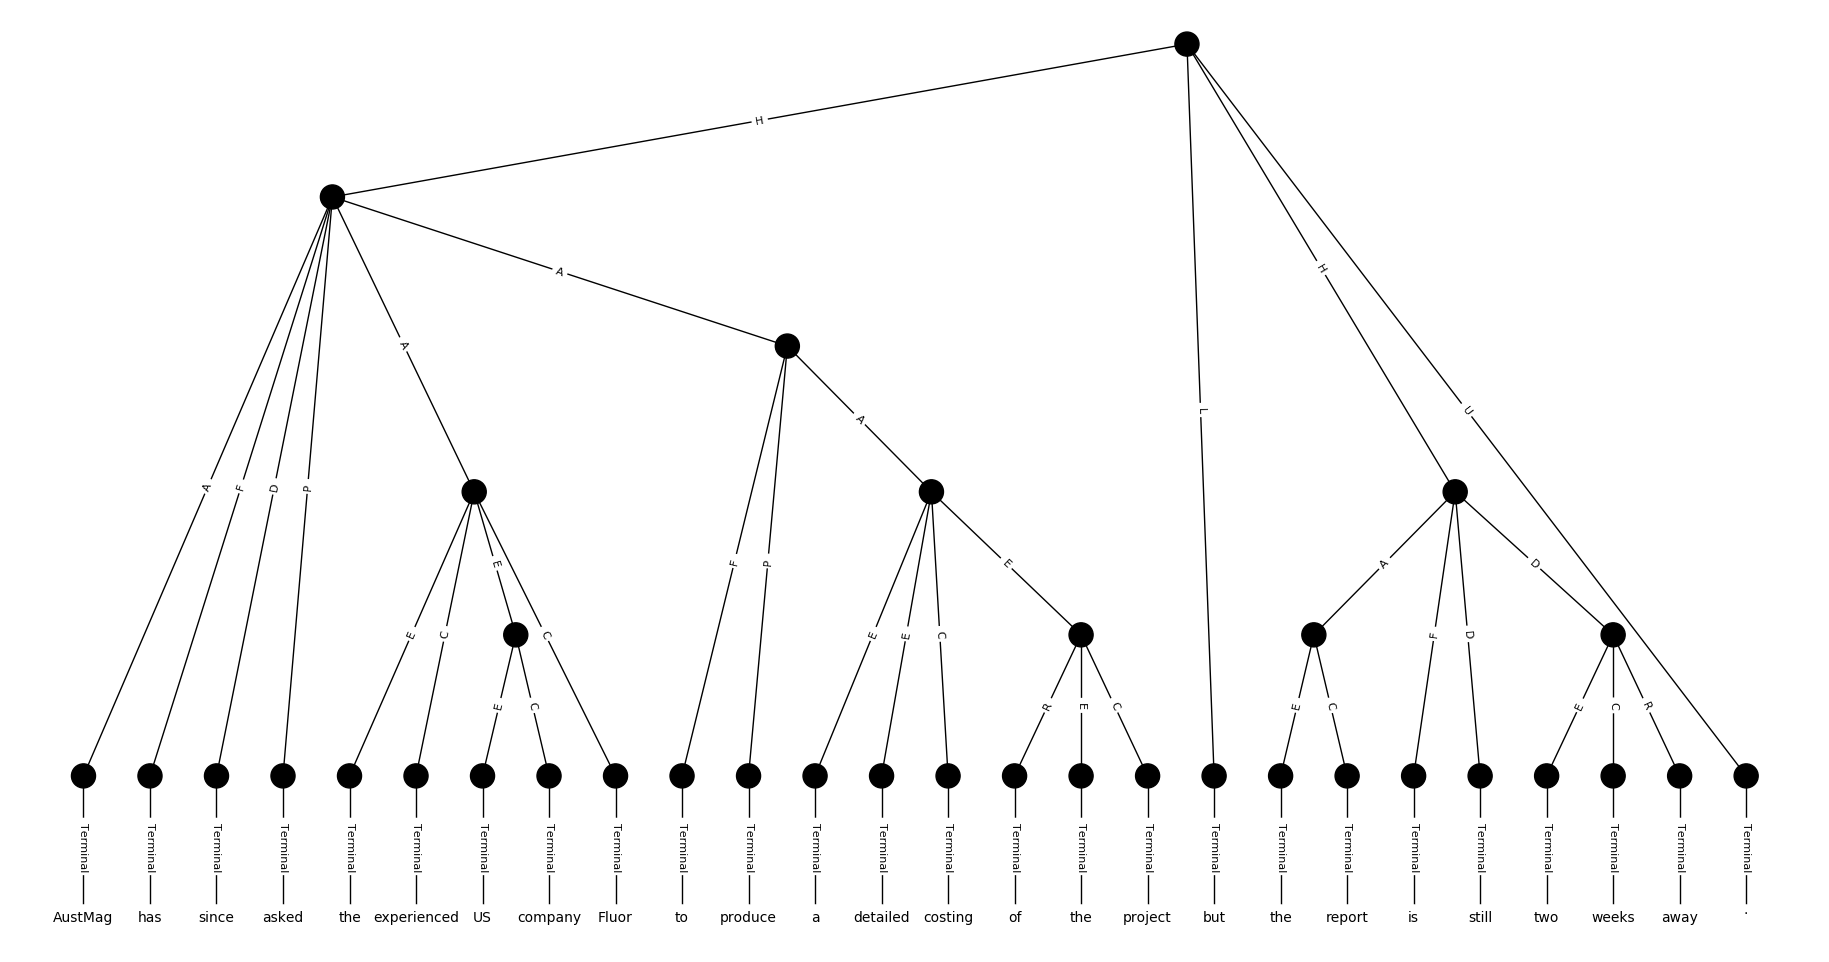 H
A
A
H
A
L
U
A
A F D P
E
F P
E
A
D
E C C
E E C
F D
E C
R E C
E C
E C R
Terminal Terminal Terminal Terminal Terminal Terminal Terminal Terminal Terminal Terminal Terminal Terminal Terminal Terminal Terminal Terminal Terminal Terminal Terminal Terminal Terminal Terminal Terminal Terminal Terminal Terminal
AustMag has since asked the experienced US company Fluor to produce a detailed costing of the project but the report is still two weeks away .